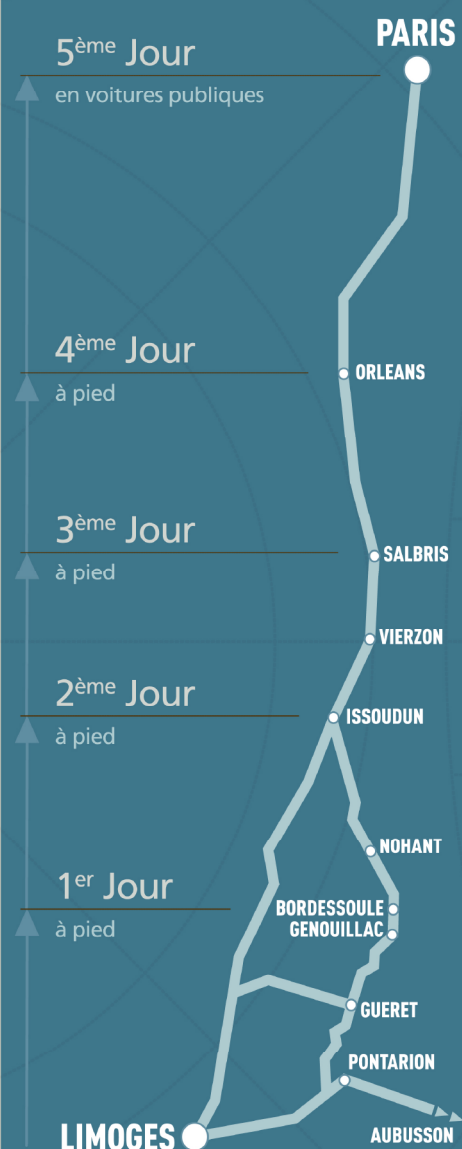 PARIS
5ème Jour
en voitures publiques
4ème Jour
à pied
ORLEANS
3ème Jour
à pied
SALBRIS
VIERZON
2ème Jour
à pied
ISSOUDUN
NOHANT
1er Jour
à pied
BORDESSOULE
GENOUILLAC
GUERET
PONTARION
LIMOGES
AUBUSSON